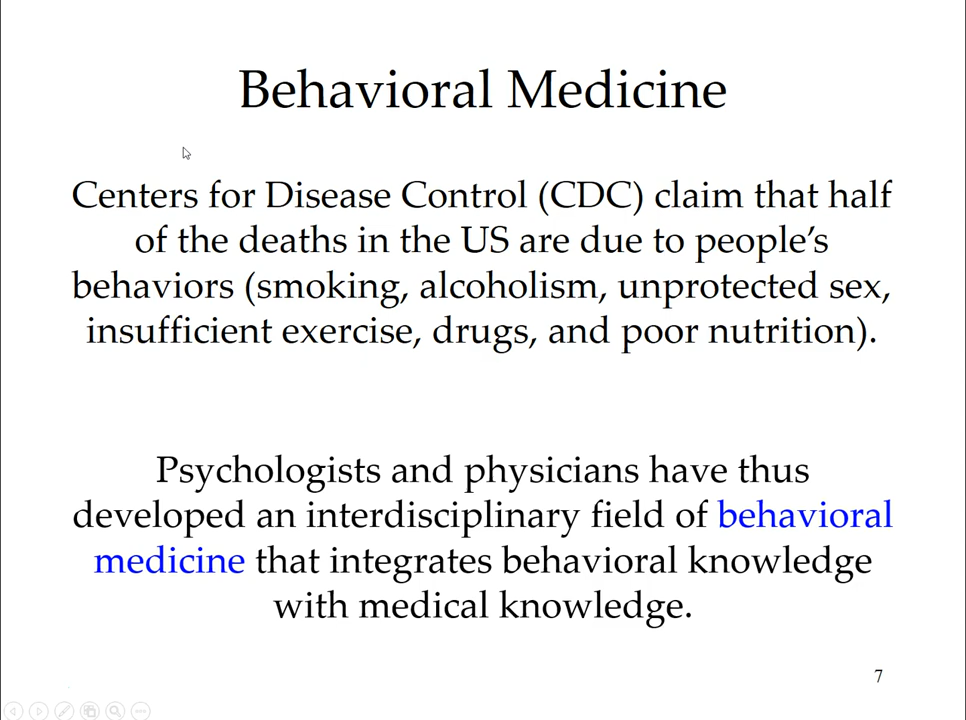 Behavioral Medicine
Centers for Disease Control (CDC) claim that half
of the deaths in the US are due to people’s
behaviors (smoking, alcoholism, unprotected sex,
insufficient exercise, drugs, and poor nutrition).
Psychologists and physicians have thus
developed an interdisciplinary field of behavioral
medicine that integrates behavioral knowledge
with medical knowledge.
7